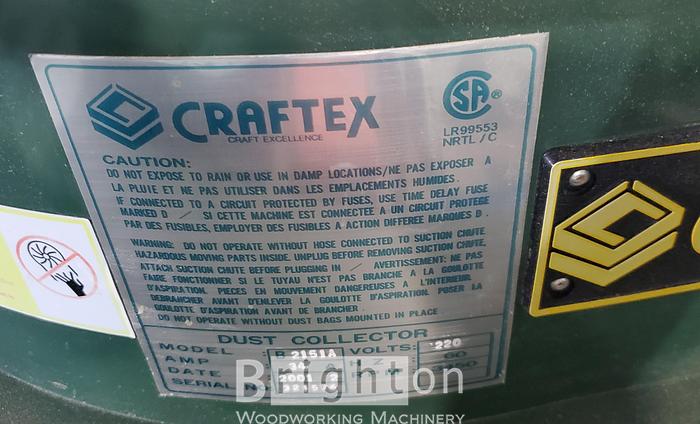 CRAFTEX
CRAFT EXCELLENCE
LR99553
NRTL/C
CAUTION:
DO NOT EXPOSE TO RAIN OR USE IN DAMP LOCATIONS/NE PAS EXPOSER A
LA PLUIE ET NE PAS UTILISER DANS LES EMPLACEMENTS HUMIDES.
IF CONNECTED TO A CIRCUIT PROTECTED BY FUSES, USE TIME DELAY FUSE
MARKED D / SI CETTE MACHINE EST CONNECTEE A UN CIRCUIT PROTEGE
PAR DES FUSIBLES, EMPLOYER DES FUSIBLES A ACTION DIFFEREE MARQUES D.
WARNING: DO NOT OPERATE WITHOUT HOSE CONNECTED TO SUCTION CHUTE,
HAZARDOUS MOVING PARTS INSIDE. UNPLUG BEFORE REMOVING SUCTION CHUTE,
ATTACH SUCTION CHUTE BEFORE PLUGGING IN / AVERTISSEMENT: NE PAS
FAIRE FONCTIONNER SI LE TUYAU N'EST PAS BRANCHE A LA GOULOTTE
D'ASPIRATION. PIECES EN MOUVEMENT DANGEREUSES A L'INTERIEUR
DEBRANCHER AVANT D'ENLEVER LA GOULOTTE D'ASPIRATION. POSER LA
GOULOTTE D'ASPIRATION AVANT DE BRANCHER.
DO NOT OPERATE WITHOUT DUST BAGS MOUNTED IN PLACE
DUST COLLECTOR
MODEL: B 2151A VOLTS: 220
AMP HZ 60
DATE 2001
SERIAL NO.
Brighton
WOODWORKING MACHINERY